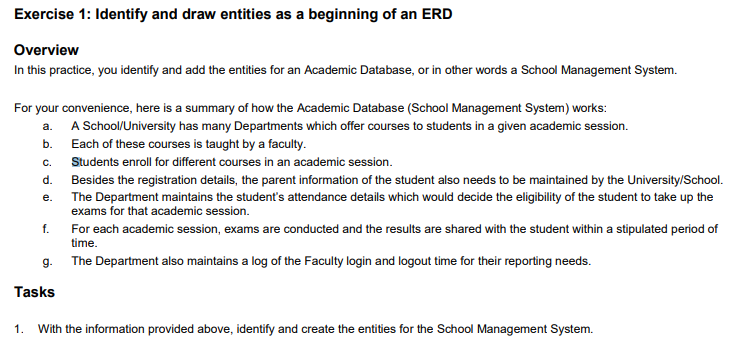 Exercise 1: Identify and draw entities as a beginning of an ERD
Overview
In this practice, you identify and add the entities for an Academic Database, or in other words a School Management System.
For your convenience, here is a summary of how the Academic Database (School Management System) works:
a. A School/University has many Departments which offer courses to students in a given academic session.
b. Each of these courses is taught by a faculty.
c. Students enroll for different courses in an academic session.
d. Besides the registration details, the parent information of the student also needs to be maintained by the University/School.
e. The Department maintains the student's attendance details which would decide the eligibility of the student to take up the
exams for that academic session.
f. For each academic session, exams are conducted and the results are shared with the student within a stipulated period of
time.
g. The Department also maintains a log of the Faculty login and logout time for their reporting needs.
Tasks
1. With the information provided above, identify and create the entities for the School Management System.